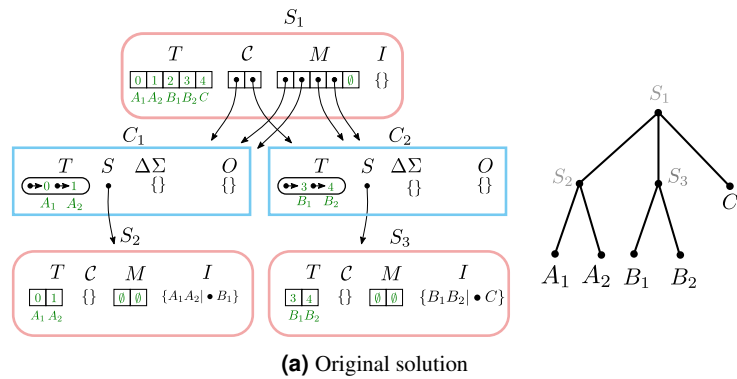 S₁
T 𝒞 M I
0 1 2 3 4 ∅ {}
A₁ A₂ B₁ B₂ C
C₁
T S ΔΣ O
0 1 {} {}
A₁ A₂
C₂
T S ΔΣ O
3 4 {} {}
B₁ B₂
S₂
T 𝒞 M I
0 1 {} ∅ ∅ {A₁A₂| • B₁}
A₁ A₂
S₃
T 𝒞 M I
3 4 {} ∅ ∅ {B₁B₂| • C}
B₁B₂
S₁
S₂ S₃ C
A₁ A₂ B₁ B₂
(a) Original solution